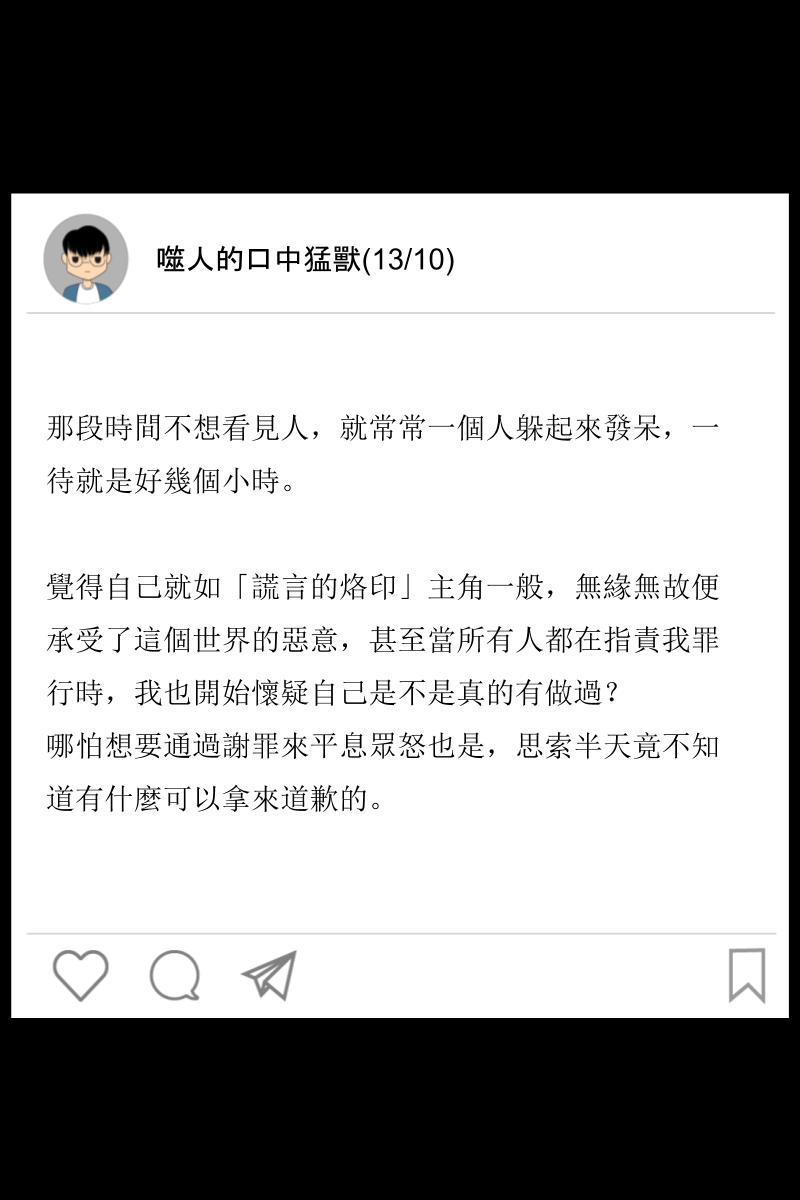 噬人的口中猛獸(13/10)
那段時間不想看見人，就常常一個人躲起來發呆，一
待就是好幾個小時。
覺得自己就如「謊言的烙印」主角一般，無緣無故便
承受了這個世界的惡意，甚至當所有人都在指責我罪
行時，我也開始懷疑自己是不是真的有做過？
哪怕想要通過謝罪來平息眾怒也是，思索半天竟不知
道有什麼可以拿來道歉的。